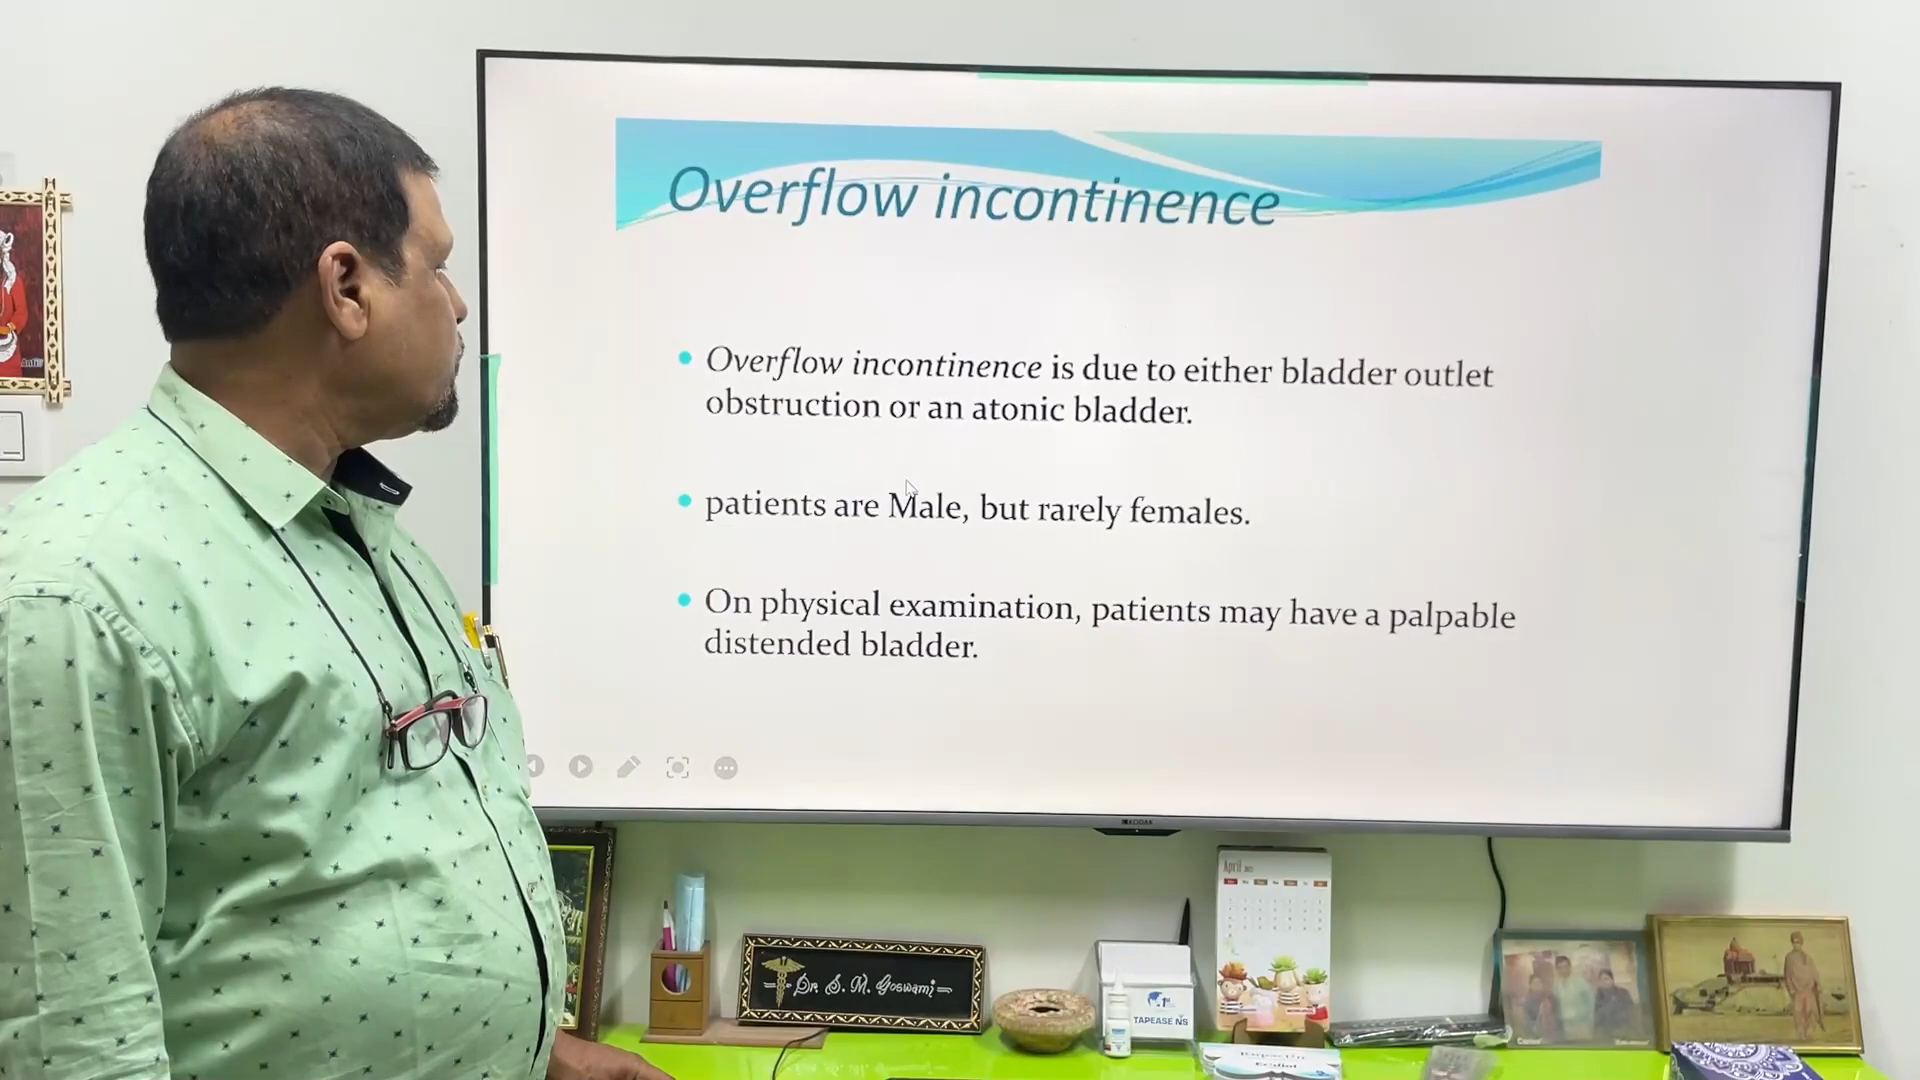 Overflow incontinence
Overflow incontinence is due to either bladder outlet
obstruction or an atonic bladder.
patients are Male, but rarely females.
On physical examination, patients may have a palpable
distended bladder.
KODAK
April
Dr. S. M. Goswami
TAPEASE NS